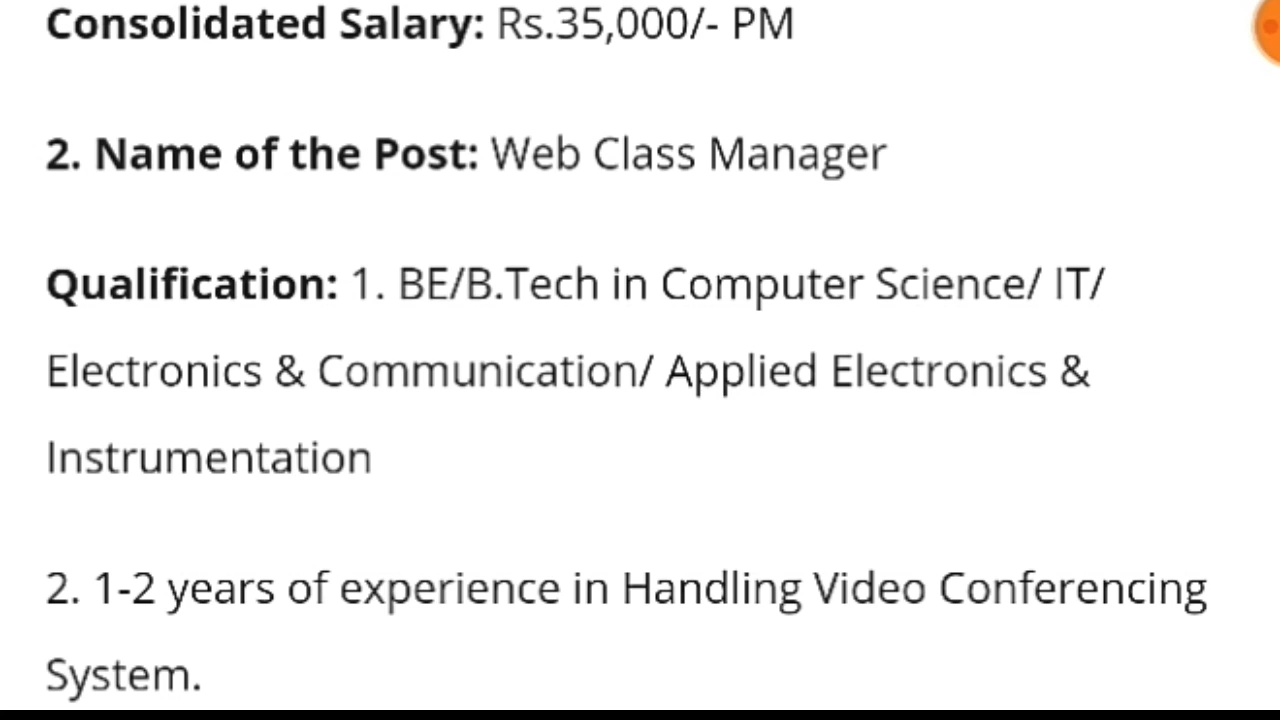 Consolidated Salary: Rs.35,000/- PM
2. Name of the Post: Web Class Manager
Qualification: 1. BE/B.Tech in Computer Science/ IT/
Electronics & Communication/ Applied Electronics &
Instrumentation
2. 1-2 years of experience in Handling Video Conferencing
System.